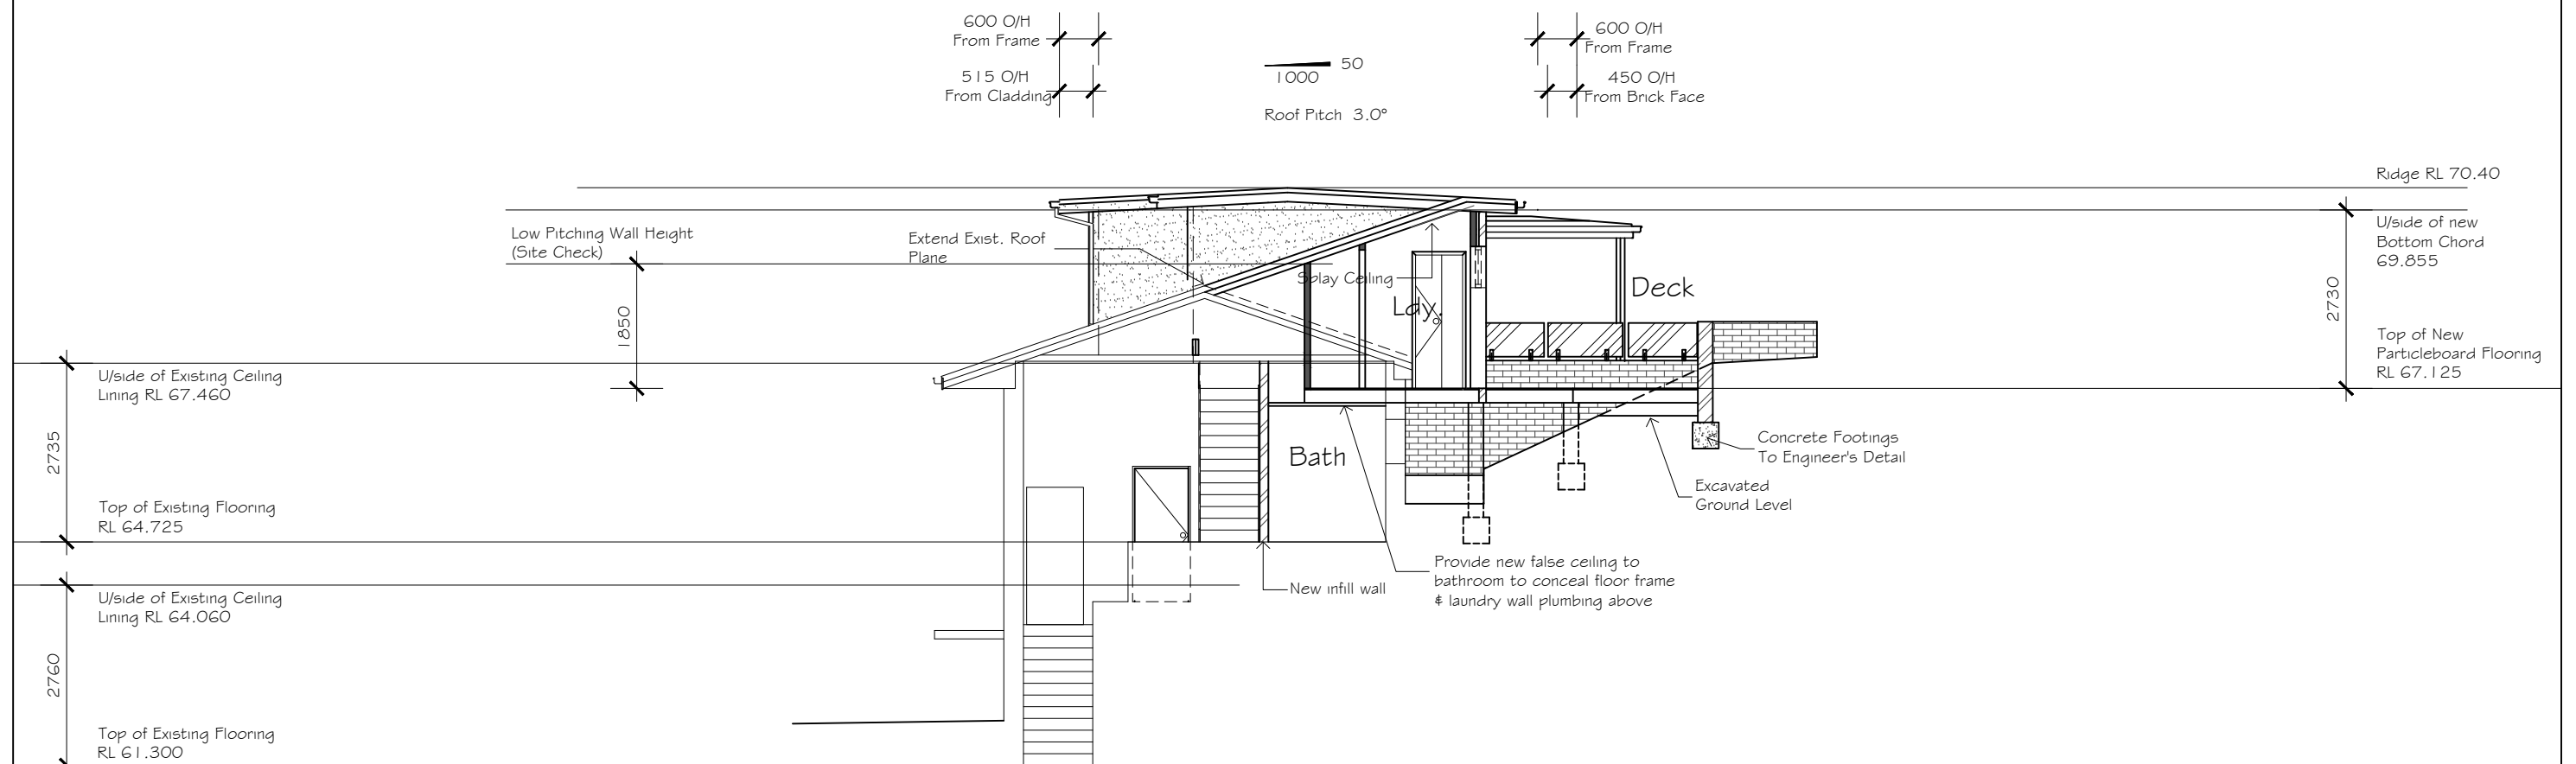 600 O/H
From Frame
515 O/H
From Cladding
50
1000
Roof Pitch 3.0°
600 O/H
From Frame
450 O/H
From Brick Face
Ridge RL 70.40
U/side of new
Bottom Chord
69.855
2730
Top of New
Particleboard Flooring
RL 67.125
Low Pitching Wall Height
(Site Check)
1850
Extend Exist. Roof
Plane
Splay Ceiling
Ldy.
Deck
U/side of Existing Ceiling
Lining RL 67.460
2735
Top of Existing Flooring
RL 64.725
Bath
Concrete Footings
To Engineer's Detail
Excavated
Ground Level
Provide new false ceiling to
bathroom to conceal floor frame
& laundry wall plumbing above
New infill wall
U/side of Existing Ceiling
Lining RL 64.060
2760
Top of Existing Flooring
RL 61.300